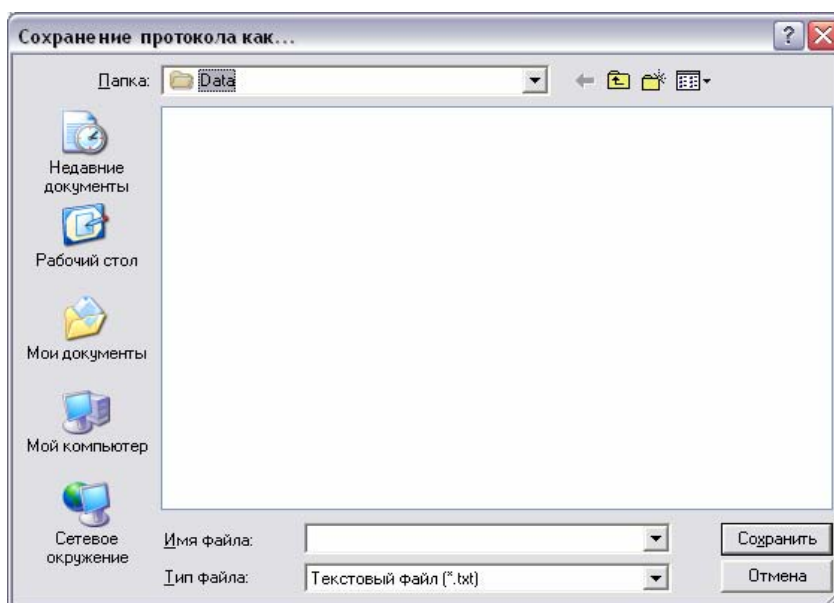 Сохранение протокола как...
Папка:
Data
Недавние
документы
Рабочий стол
Мои документы
Мой компьютер
Сетевое
окружение
Имя файла:
Сохранить
Тип файла:
Текстовый файл (*.txt)
Отмена